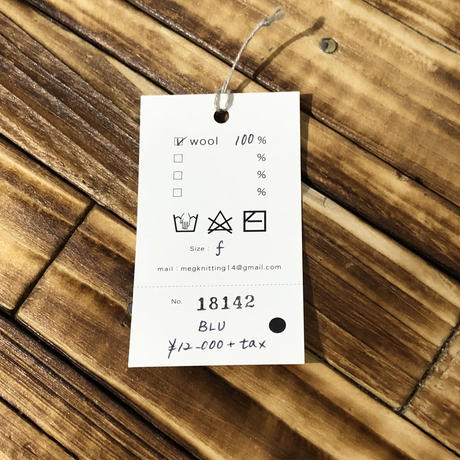 ☑ wool 100 %
☐ %
☐ %
☐ %
Size : f
mail : megknitting14@gmail.com
No. 18142
BLU
¥12-000 + tax